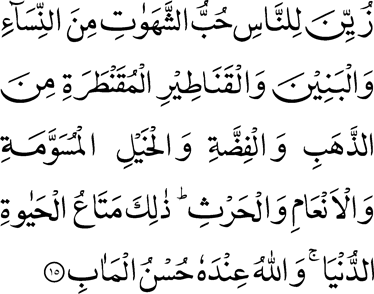 زُيِّنَ لِلنَّاسِ حُبُّ الشَّهَوٰتِ مِنَ النِّسَآءِ
وَالْبَنِيْنَ وَالْقَنَاطِيْرِ الْمُقَنْطَرَةِ مِنَ
الذَّهَبِ وَالْفِضَّةِ وَالْخَيْلِ الْمُسَوَّمَةِ
وَالْاَنْعَامِ وَالْحَرْثِؕ ذٰلِكَ مَتَاعُ الْحَيٰوةِ
الدُّنْيَاۚ وَاللّٰهُ عِنْدَهٗ حُسْنُ الْمَاٰبِ ۝۱۵